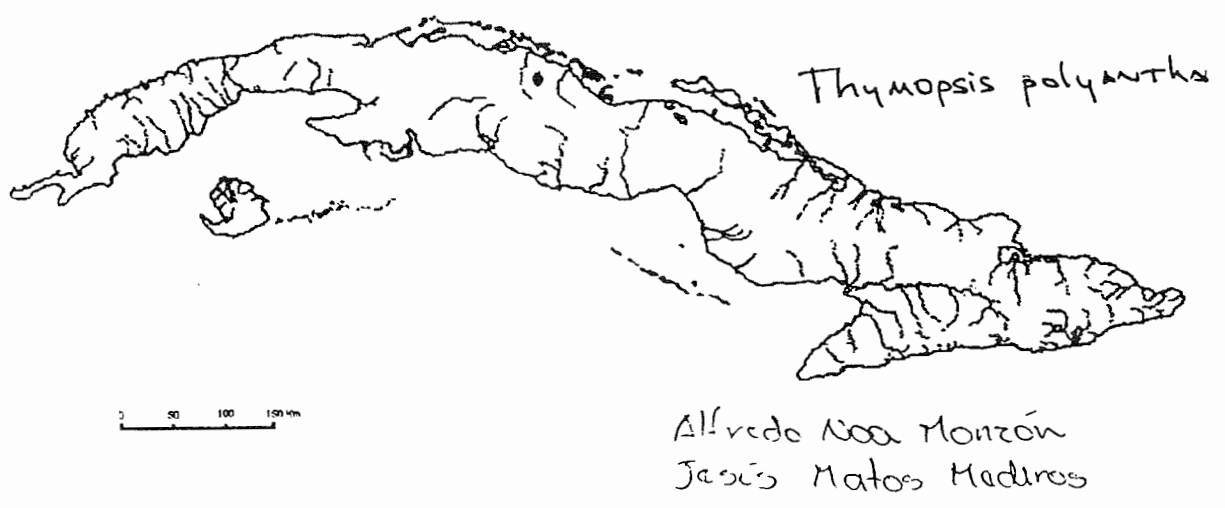 Thymopsis polyantha
0 50 100 150 Km
Alfredo Noa Monzón
Jesús Matos Mederos